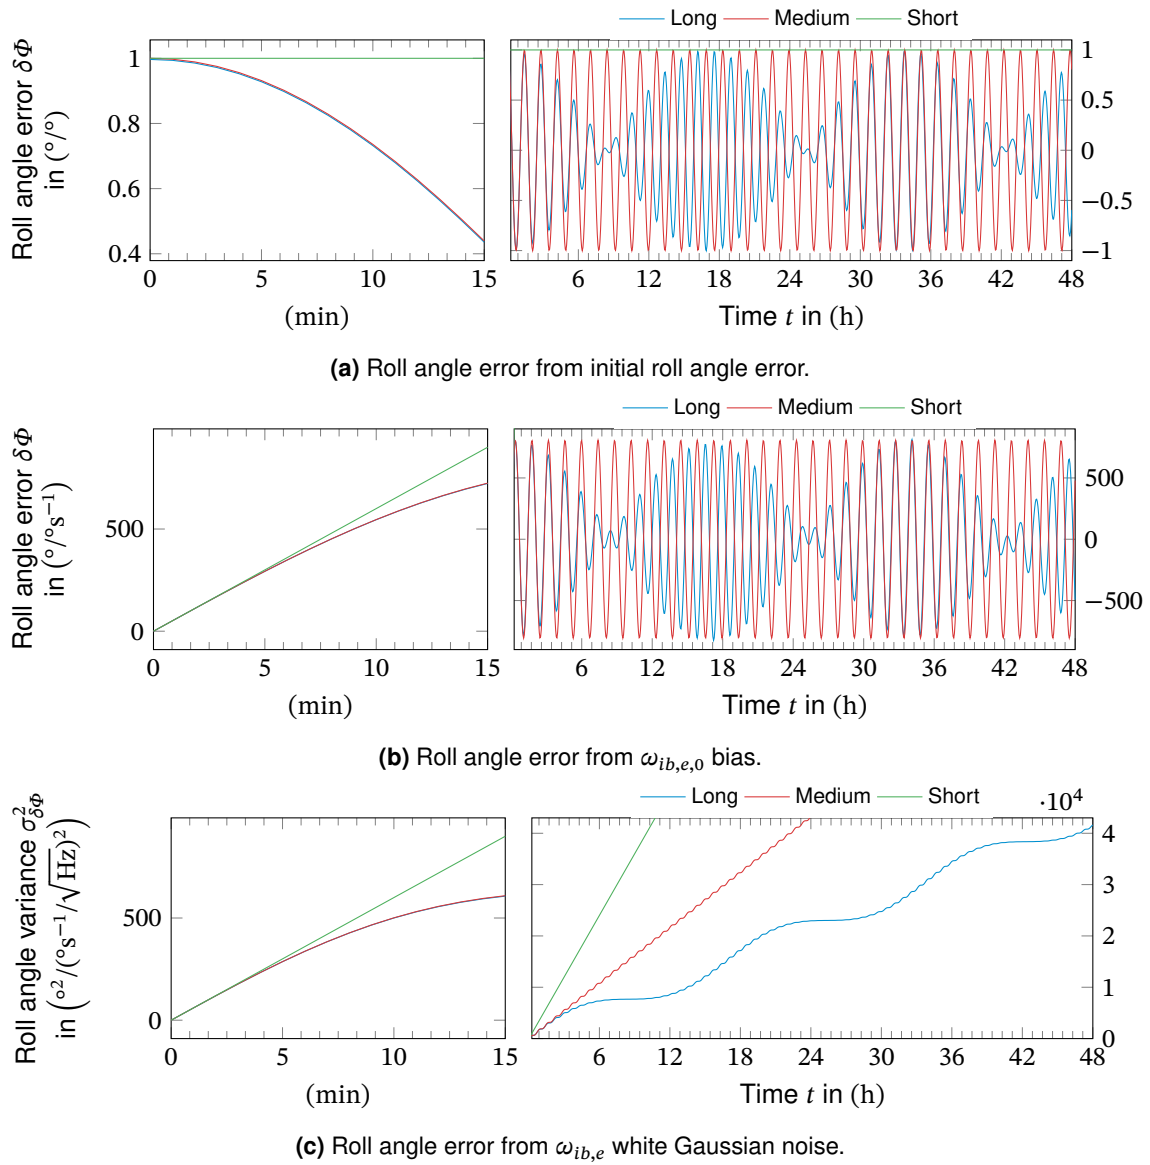 Long Medium Short
Roll angle error δΦ
in (°/°)
1
0.8
0.6
0.4
0 5 10 15
(min)
1
0.5
0
−0.5
−1
6 12 18 24 30 36 42 48
Time t in (h)
(a) Roll angle error from initial roll angle error.
Long Medium Short
Roll angle error δΦ
in (°/°s⁻¹)
500
0
0 5 10 15
(min)
500
0
−500
6 12 18 24 30 36 42 48
Time t in (h)
(b) Roll angle error from ω_{ib,e,0} bias.
Long Medium Short
·10⁴
Roll angle variance σ²_{δΦ}
in (°²/(°s⁻¹/√Hz)²)
500
0
0 5 10 15
(min)
4
3
2
1
0
6 12 18 24 30 36 42 48
Time t in (h)
(c) Roll angle error from ω_{ib,e} white Gaussian noise.